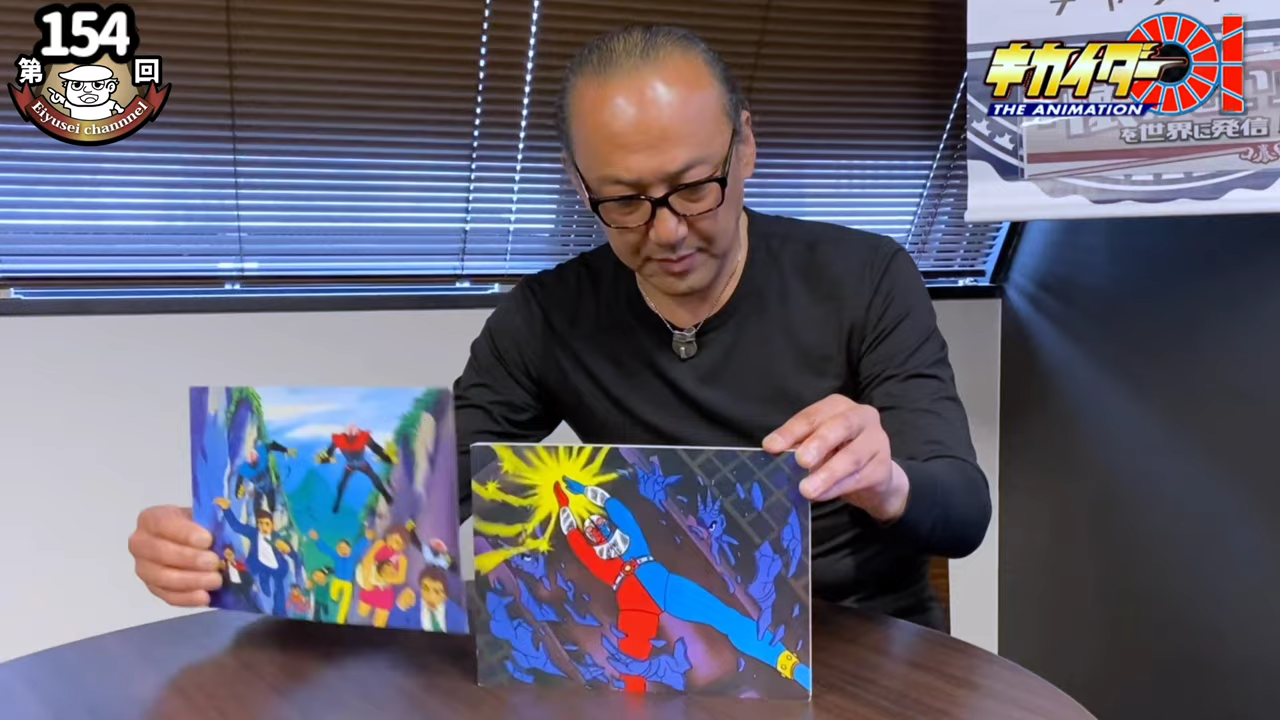 154
第 回
Eiyusei channnel
キカイダー01
THE ANIMATION
を世界に発信